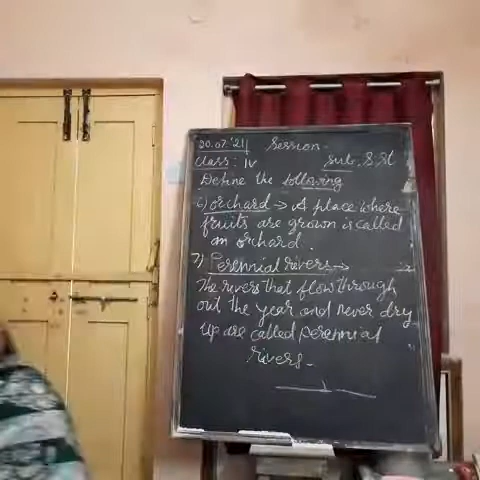 30.07.'21 Session-
Class: IV Sub, S.St
Define the following
6) Orchard → A place where
fruits are grown is called
an orchard.
7) Perennial rivers →
The rivers that flow through
out the year and never dry
up are called perennial
rivers.